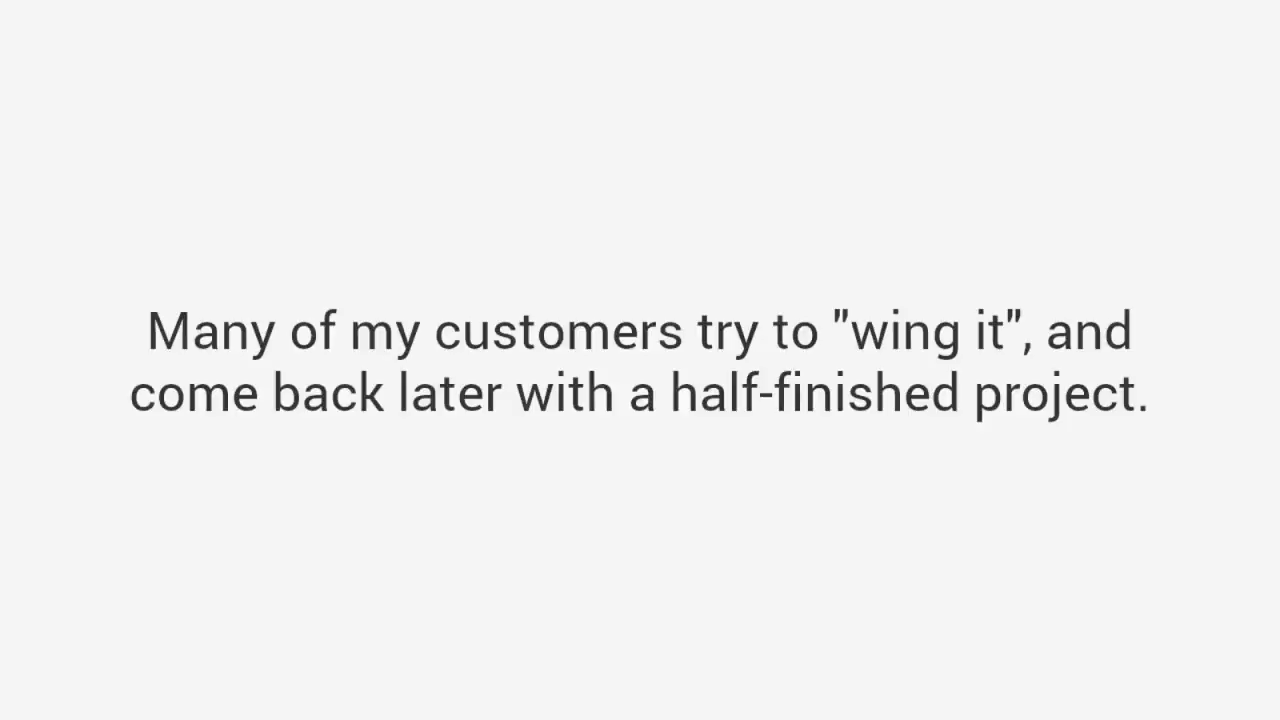 Many of my customers try to "wing it", and
come back later with a half-finished project.